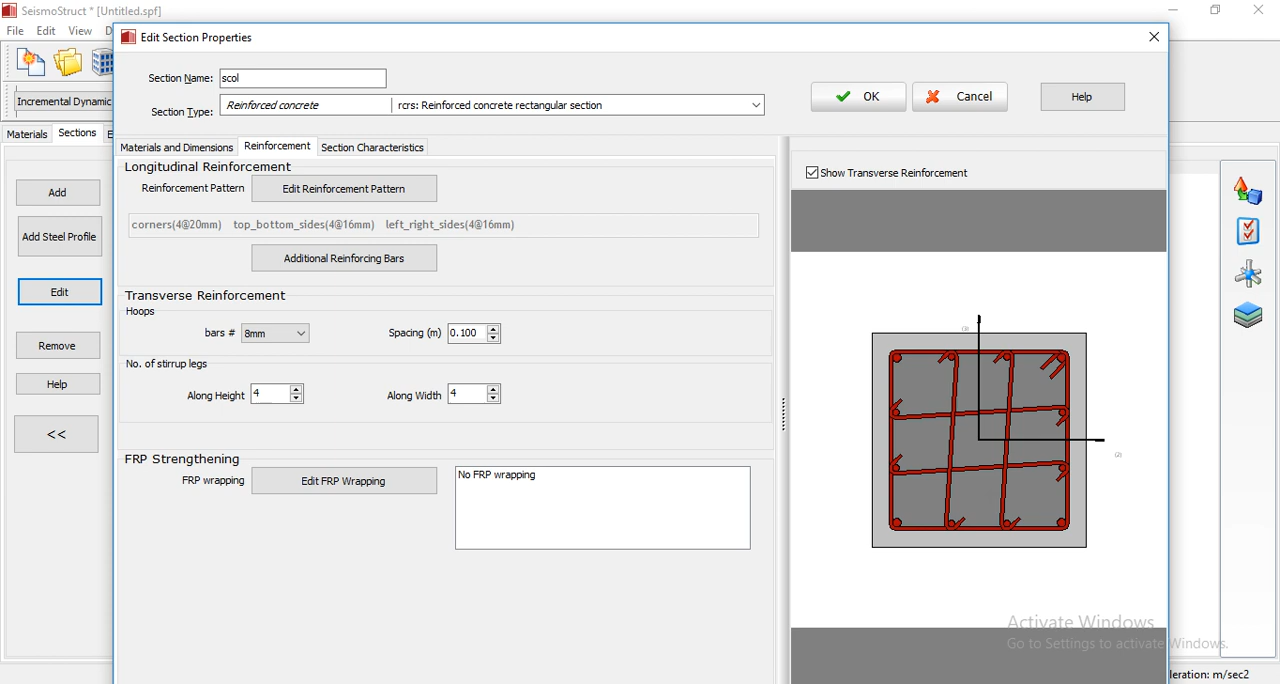 SeismoStruct * [Untitled.spf]
File Edit View D
Edit Section Properties
Section Name: scol
Section Type: Reinforced concrete rcrs: Reinforced concrete rectangular section
OK Cancel Help
Incremental Dynamic
Materials Sections E
Materials and Dimensions Reinforcement Section Characteristics
Add
Add Steel Profile
Edit
Remove
Help
<<
Longitudinal Reinforcement
Reinforcement Pattern Edit Reinforcement Pattern
corners(4@20mm) top_bottom_sides(4@16mm) left_right_sides(4@16mm)
Additional Reinforcing Bars
Transverse Reinforcement
Hoops
bars # 8mm Spacing (m) 0.100
No. of stirrup legs
Along Height 4 Along Width 4
FRP Strengthening
FRP wrapping Edit FRP Wrapping No FRP wrapping
Show Transverse Reinforcement
(3)
(2)
Activate Windows
Go to Settings to activate Windows.
leration: m/sec2